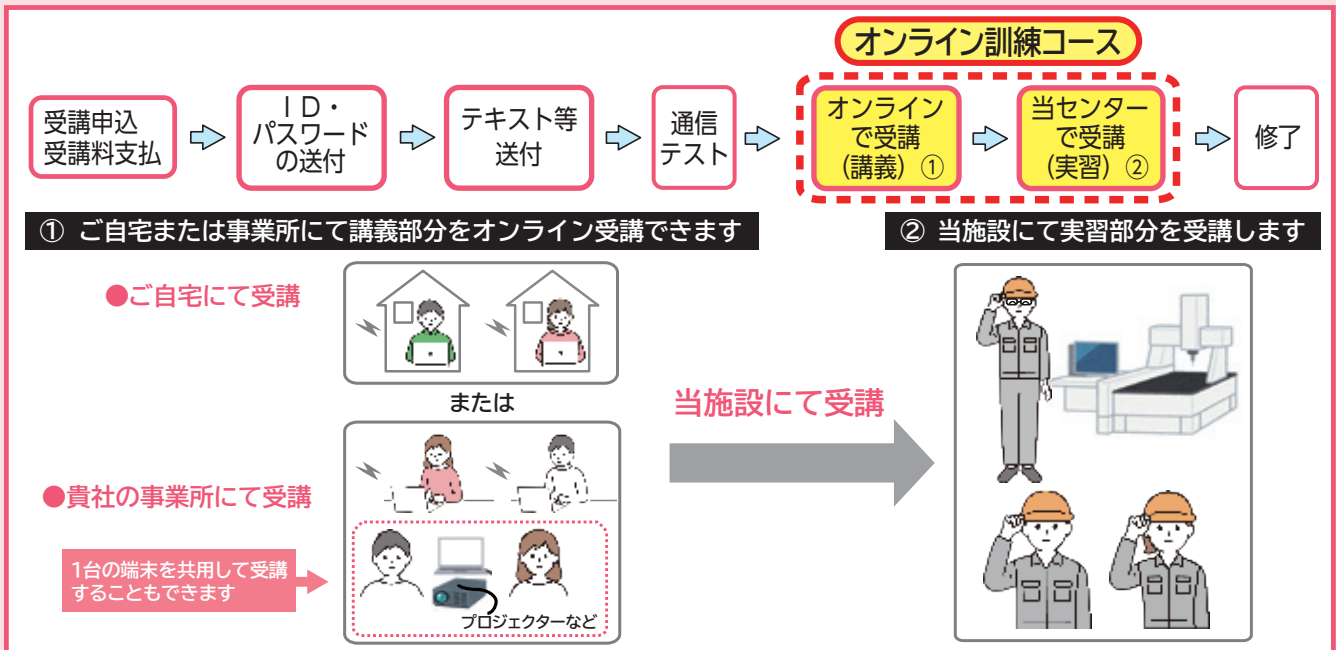 オンライン訓練コース
受講申込
受講料支払
ＩＤ・
パスワード
の送付
テキスト等
送付
通信
テスト
オンライン
で受講
（講義）①
当センター
で受講
（実習）②
修了
① ご自宅または事業所にて講義部分をオンライン受講できます
② 当施設にて実習部分を受講します
●ご自宅にて受講
または
当施設にて受講
●貴社の事業所にて受講
1台の端末を共用して受講
することもできます
プロジェクターなど